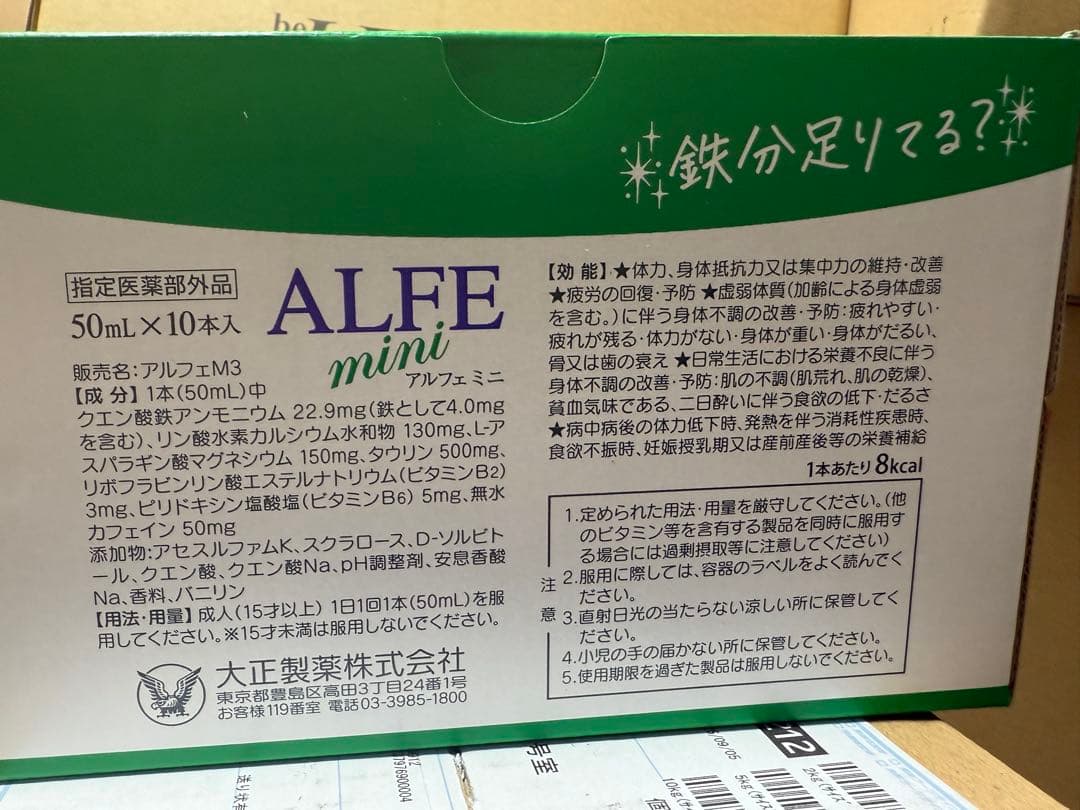 be
鉄分足りてる?
指定医薬部外品
50mL×10本入
ALFE
mini
アルフェ ミニ
販売名:アルフェM3
【成 分】1本(50mL)中
クエン酸鉄アンモニウム 22.9mg(鉄として4.0mg
を含む)、リン酸水素カルシウム水和物 130mg、L-ア
スパラギン酸マグネシウム 150mg、タウリン 500mg、
リボフラビンリン酸エステルナトリウム(ビタミンB2)
3mg、ピリドキシン塩酸塩(ビタミンB6) 5mg、無水
カフェイン 50mg
添加物:アセスルファムK、スクラロース、D-ソルビト
ール、クエン酸、クエン酸Na、pH調整剤、安息香酸
Na、香料、バニリン
【用法・用量】成人(15才以上) 1日1回1本(50mL)を服
用してください。※15才未満は服用しないでください。
大正製薬株式会社
東京都豊島区高田3丁目24番1号
お客様119番室 電話03-3985-1800
【効 能】★体力、身体抵抗力又は集中力の維持・改善
★疲労の回復・予防 ★虚弱体質(加齢による身体虚弱
を含む。)に伴う身体不調の改善・予防:疲れやすい・
疲れが残る・体力がない・身体が重い・身体がだるい、
骨又は歯の衰え ★日常生活における栄養不良に伴う
身体不調の改善・予防:肌の不調(肌荒れ、肌の乾燥)、
貧血気味である、二日酔いに伴う食欲の低下・だるさ
★病中病後の体力低下時、発熱を伴う消耗性疾患時、
食欲不振時、妊娠授乳期又は産前産後等の栄養補給
1本あたり 8kcal
注意
1.定められた用法・用量を厳守してください。(他
のビタミン等を含有する製品を同時に服用す
る場合には過剰摂取等に注意してください)
2.服用に際しては、容器のラベルをよく読んでく
ださい。
3.直射日光の当たらない涼しい所に保管してく
ださい。
4.小児の手の届かない所に保管してください。
5.使用期限を過ぎた製品は服用しないでください。
号室
/09/05
12
10kg(サイ
5kg(サイ
2kg(サイ